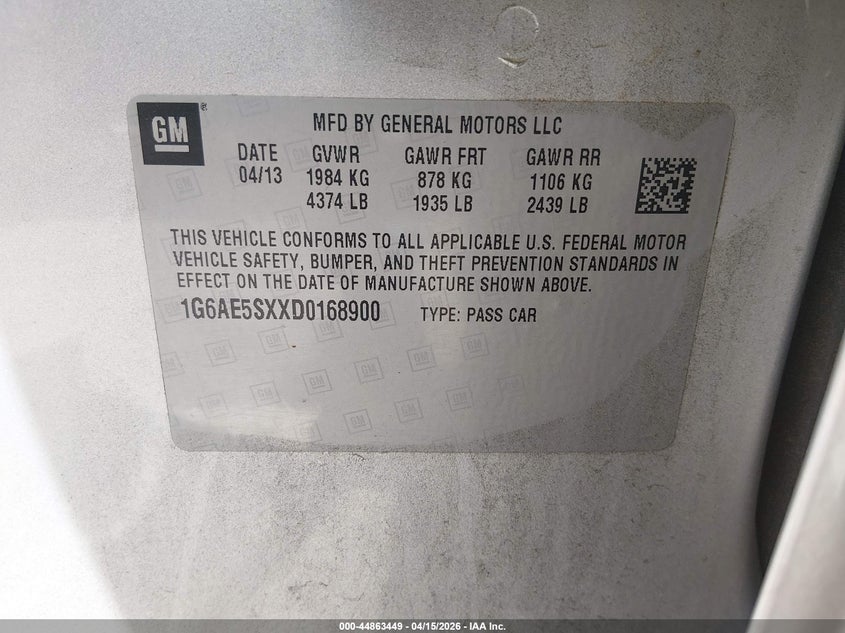 GM
MFD BY GENERAL MOTORS LLC
DATE GVWR GAWR FRT GAWR RR
04/13 1984 KG 878 KG 1106 KG
4374 LB 1935 LB 2439 LB
THIS VEHICLE CONFORMS TO ALL APPLICABLE U.S. FEDERAL MOTOR
VEHICLE SAFETY, BUMPER, AND THEFT PREVENTION STANDARDS IN
EFFECT ON THE DATE OF MANUFACTURE SHOWN ABOVE.
1G6AE5SXXD0168900 TYPE: PASS CAR
000-44863449 - 04/15/2026 - IAA Inc.